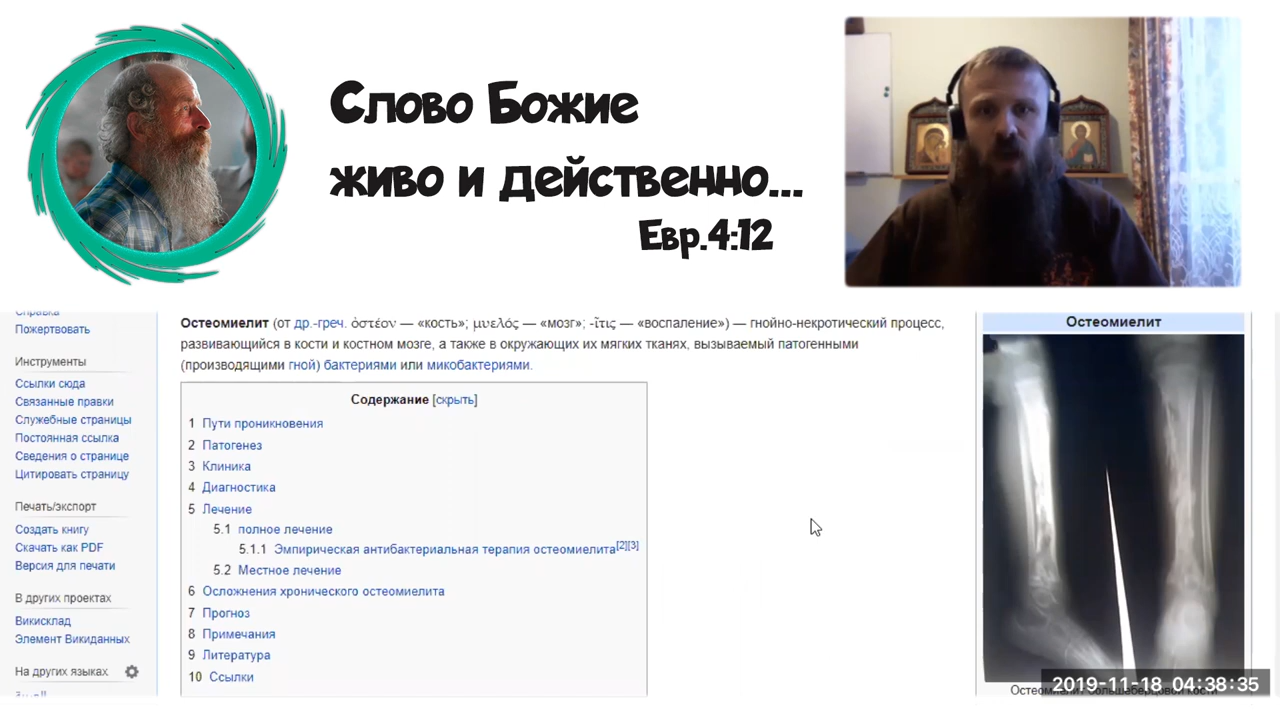 Слово Божие
живо и действенно...
Евр.4:12
Справка
Пожертвовать
Инструменты
Ссылки сюда
Связанные правки
Служебные страницы
Постоянная ссылка
Сведения о странице
Цитировать страницу
Печать/экспорт
Создать книгу
Скачать как PDF
Версия для печати
В других проектах
Викисклад
Элемент Викиданных
На других языках
Остеомиелит (от др.-греч. ὀστέον — «кость»; μυελός — «мозг»; -ῖτις — «воспаление») — гнойно-некротический процесс,
развивающийся в кости и костном мозге, а также в окружающих их мягких тканях, вызываемый патогенными
(производящими гной) бактериями или микобактериями.
Содержание [скрыть]
1 Пути проникновения
2 Патогенез
3 Клиника
4 Диагностика
5 Лечение
5.1 полное лечение
5.1.1 Эмпирическая антибактериальная терапия остеомиелита[2][3]
5.2 Местное лечение
6 Осложнения хронического остеомиелита
7 Прогноз
8 Примечания
9 Литература
10 Ссылки
Остеомиелит
Остеомиелит большеберцовой кости
2019-11-18 04:38:35